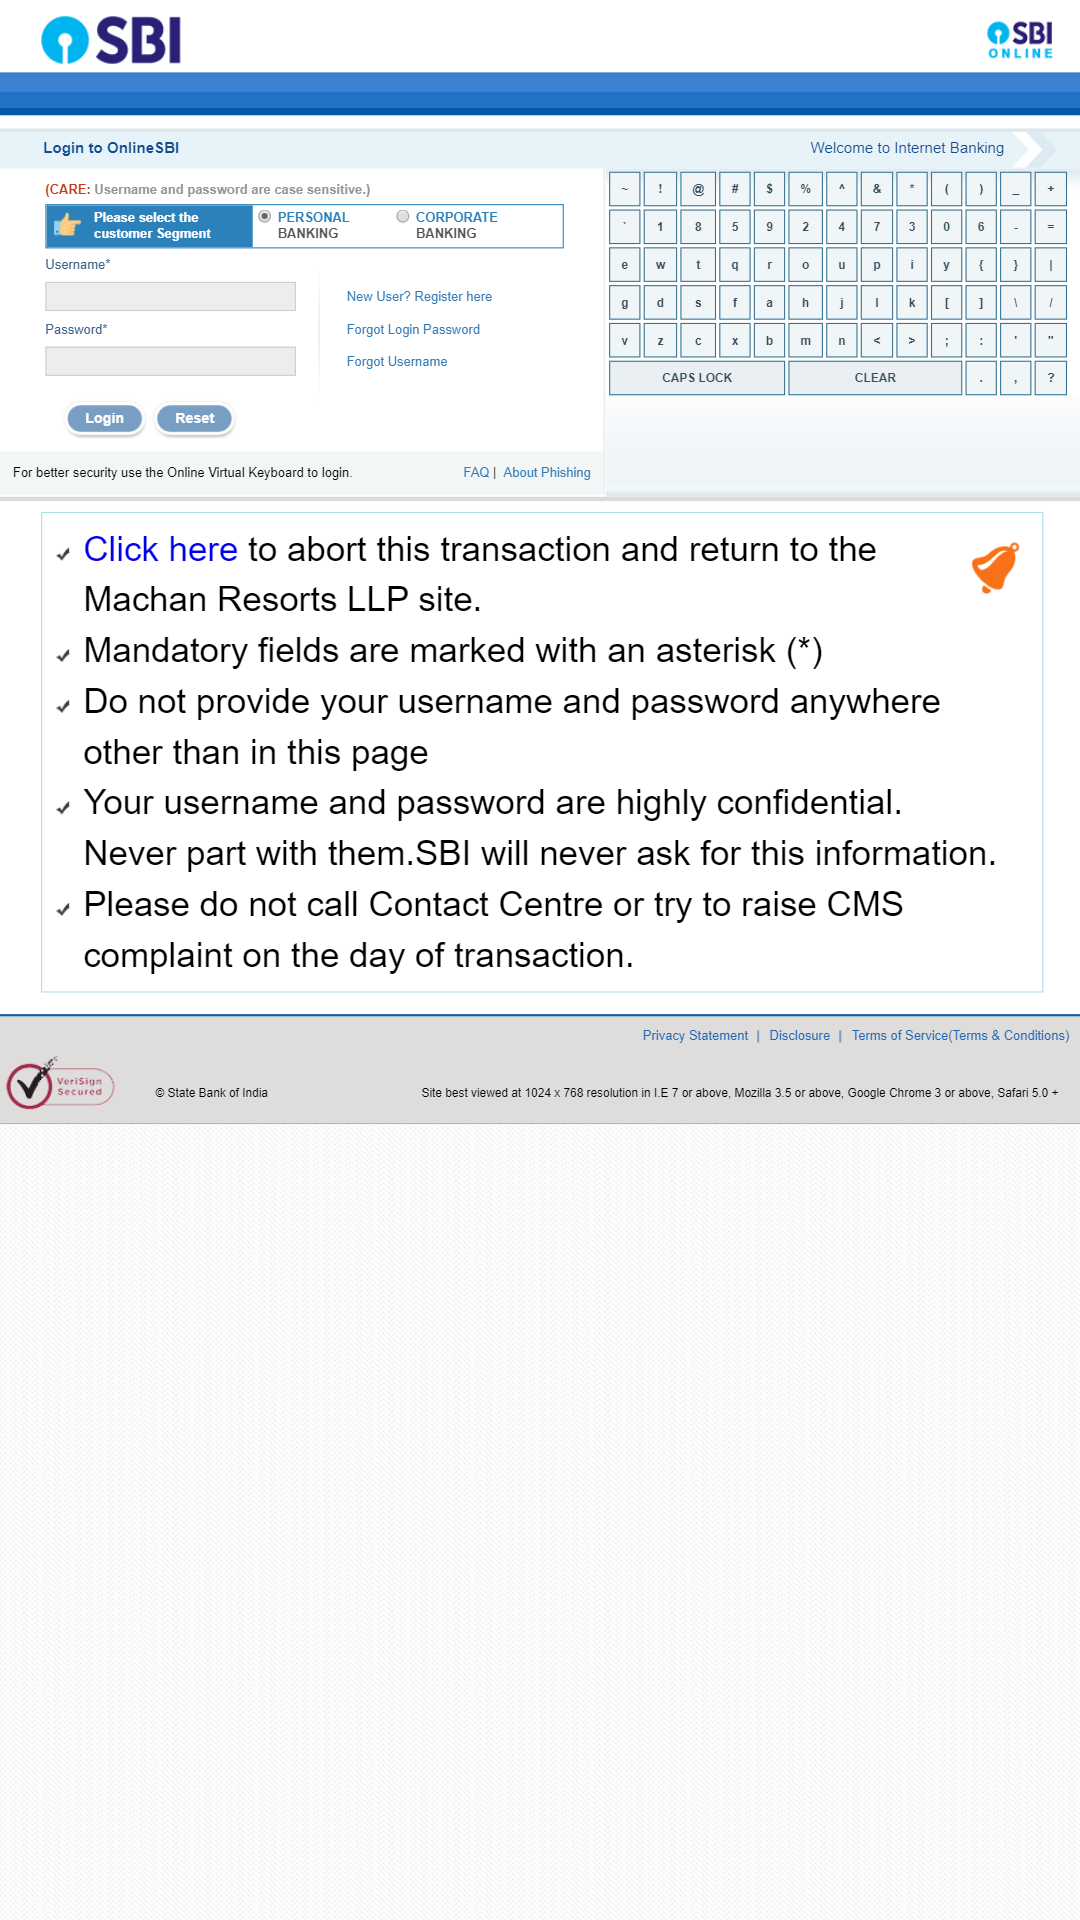 SBI
SBI
ONLINE
Login to OnlineSBI
Welcome to Internet Banking
(CARE: Username and password are case sensitive.)
Please select the
customer Segment
PERSONAL
BANKING
CORPORATE
BANKING
Username*
New User? Register here
Password*
Forgot Login Password
Forgot Username
Login
Reset
For better security use the Online Virtual Keyboard to login.
FAQ | About Phishing
~ ! @ # $ % ^ & * ( ) _ +
` 1 8 5 9 2 4 7 3 0 6 - =
e w t q r o u p i y { } |
g d s f a h j l k [ ] \ /
v z c x b m n < > ; : ' "
CAPS LOCK CLEAR . , ?
Click here to abort this transaction and return to the
Machan Resorts LLP site.
Mandatory fields are marked with an asterisk (*)
Do not provide your username and password anywhere
other than in this page
Your username and password are highly confidential.
Never part with them.SBI will never ask for this information.
Please do not call Contact Centre or try to raise CMS
complaint on the day of transaction.
Privacy Statement | Disclosure | Terms of Service(Terms & Conditions)
VeriSign
Secured
© State Bank of India
Site best viewed at 1024 x 768 resolution in I.E 7 or above, Mozilla 3.5 or above, Google Chrome 3 or above, Safari 5.0 +